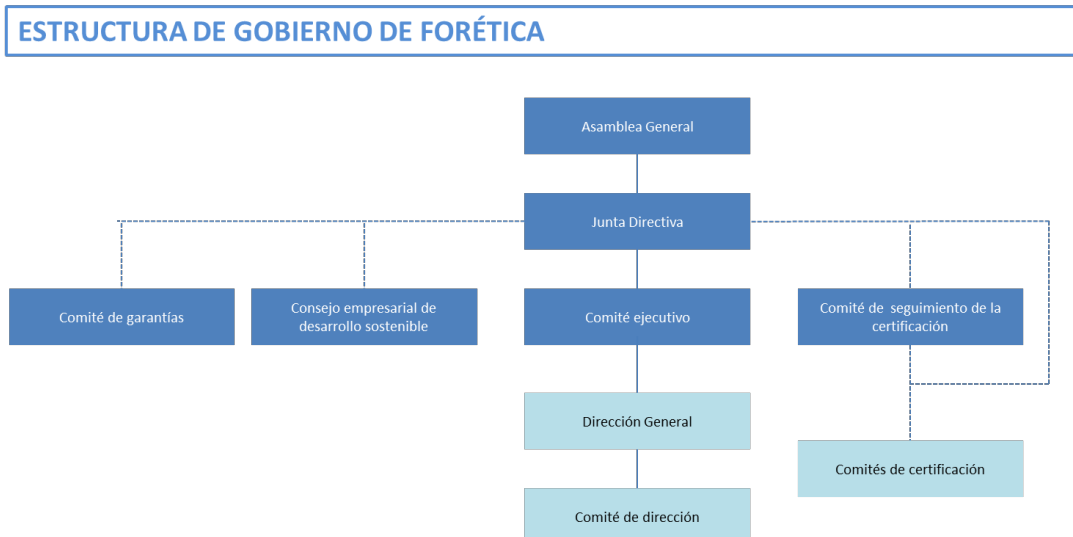 ESTRUCTURA DE GOBIERNO DE FORÉTICA
Asamblea General
Junta Directiva
Comité de garantías
Consejo empresarial de
desarrollo sostenible
Comité ejecutivo
Comité de seguimiento de la
certificación
Dirección General
Comités de certificación
Comité de dirección